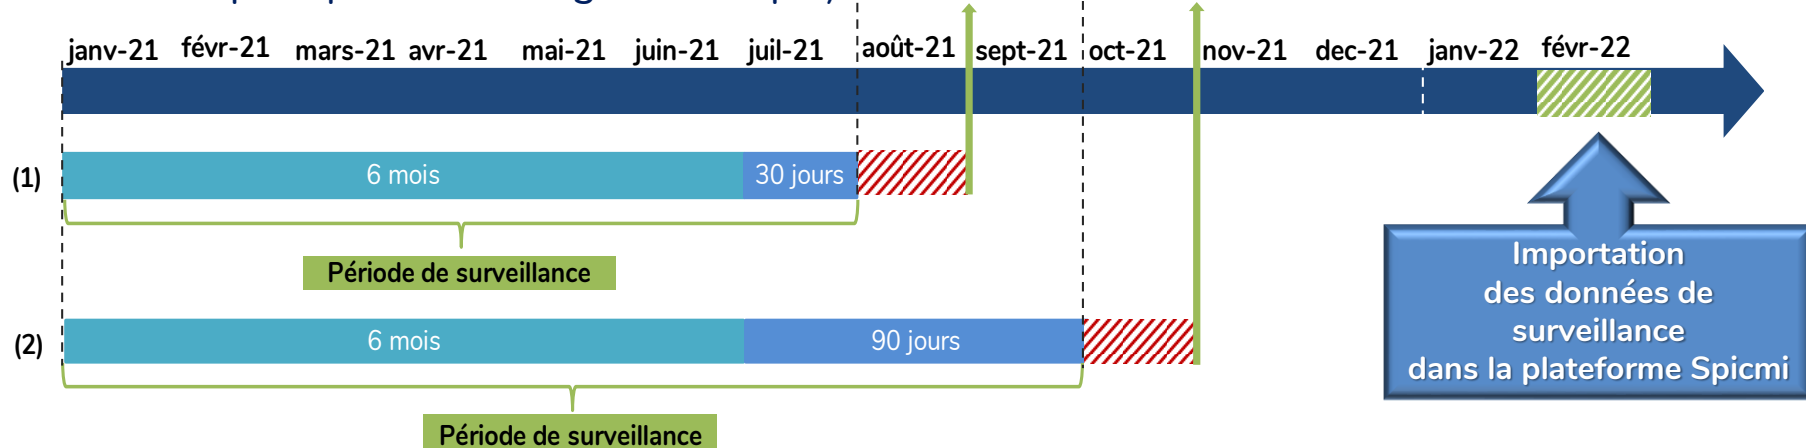 janv-21 févr-21 mars-21 avr-21 mai-21 juin-21 juil-21 août-21 sept-21 oct-21 nov-21 dec-21 janv-22 févr-22
(1) 6 mois 30 jours
Période de surveillance
(2) 6 mois 90 jours
Période de surveillance
Importation
des données de
surveillance
dans la plateforme Spicmi